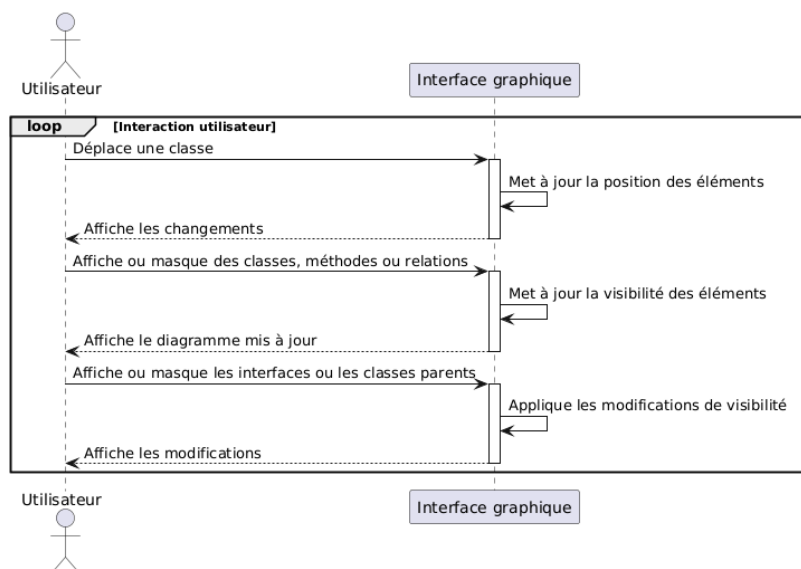 Utilisateur
Interface graphique
loop
[Interaction utilisateur]
Déplace une classe
Met à jour la position des éléments
Affiche les changements
Affiche ou masque des classes, méthodes ou relations
Met à jour la visibilité des éléments
Affiche le diagramme mis à jour
Affiche ou masque les interfaces ou les classes parents
Applique les modifications de visibilité
Affiche les modifications
Utilisateur
Interface graphique